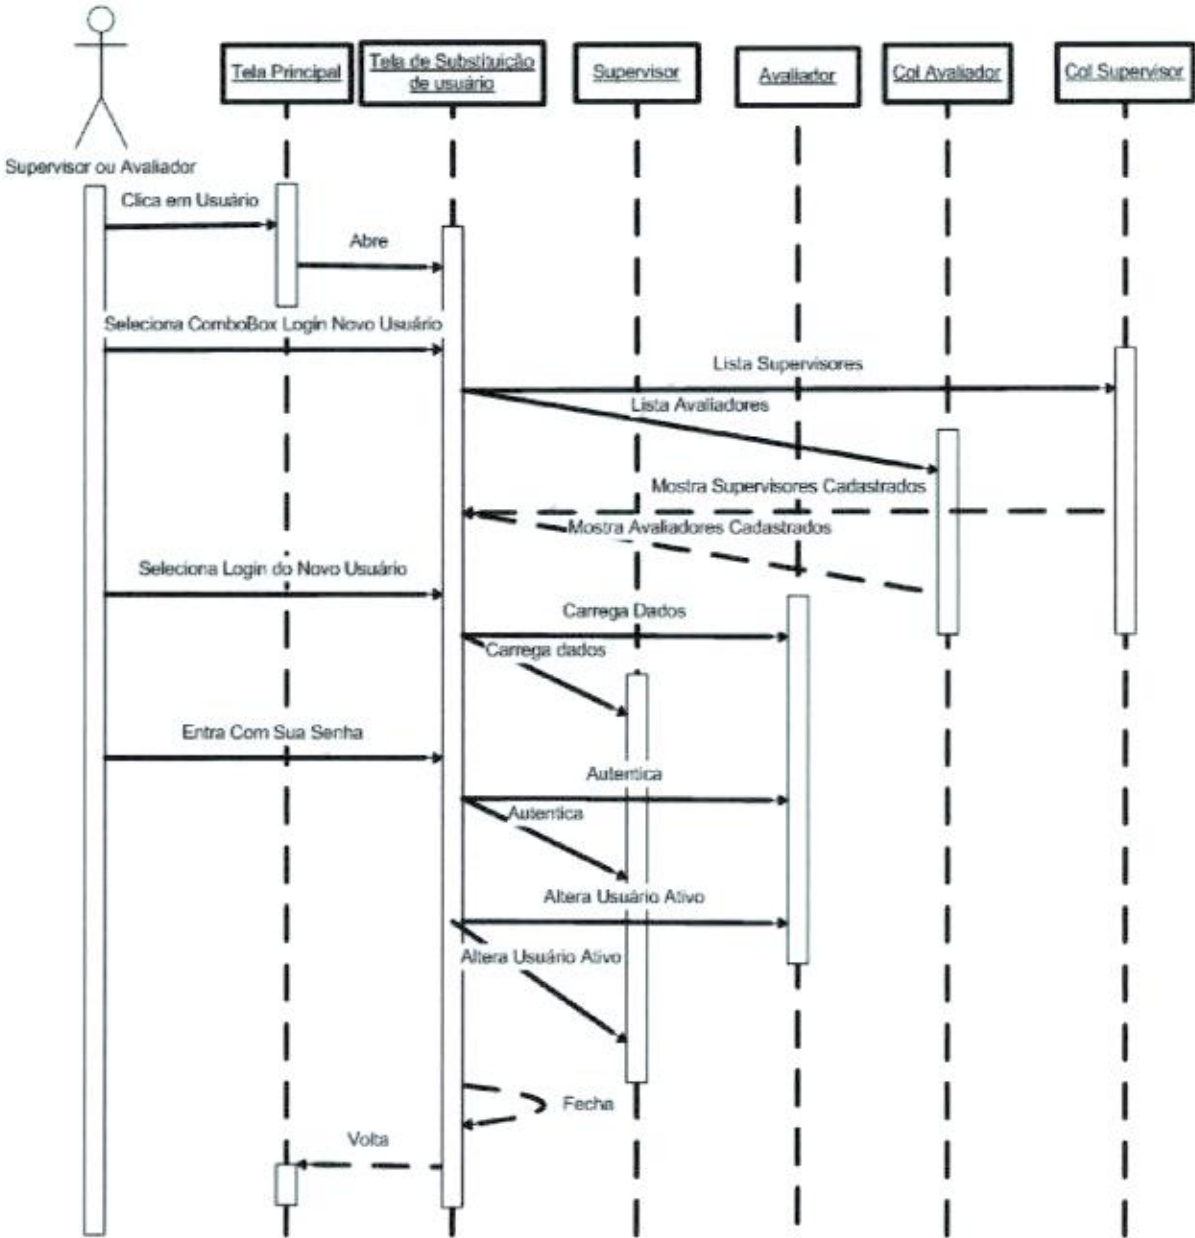 Tela Principal
Tela de Substituição
de usuário
Supervisor
Avaliador
Col Avaliador
Col Supervisor
Supervisor ou Avaliador
Clica em Usuário
Abre
Seleciona ComboBox Login Novo Usuário
Lista Supervisores
Lista Avaliadores
Mostra Supervisores Cadastrados
Mostra Avaliadores Cadastrados
Seleciona Login do Novo Usuário
Carrega Dados
Carrega dados
Entra Com Sua Senha
Autentica
Autentica
Altera Usuário Ativo
Altera Usuário Ativo
Fecha
Volta